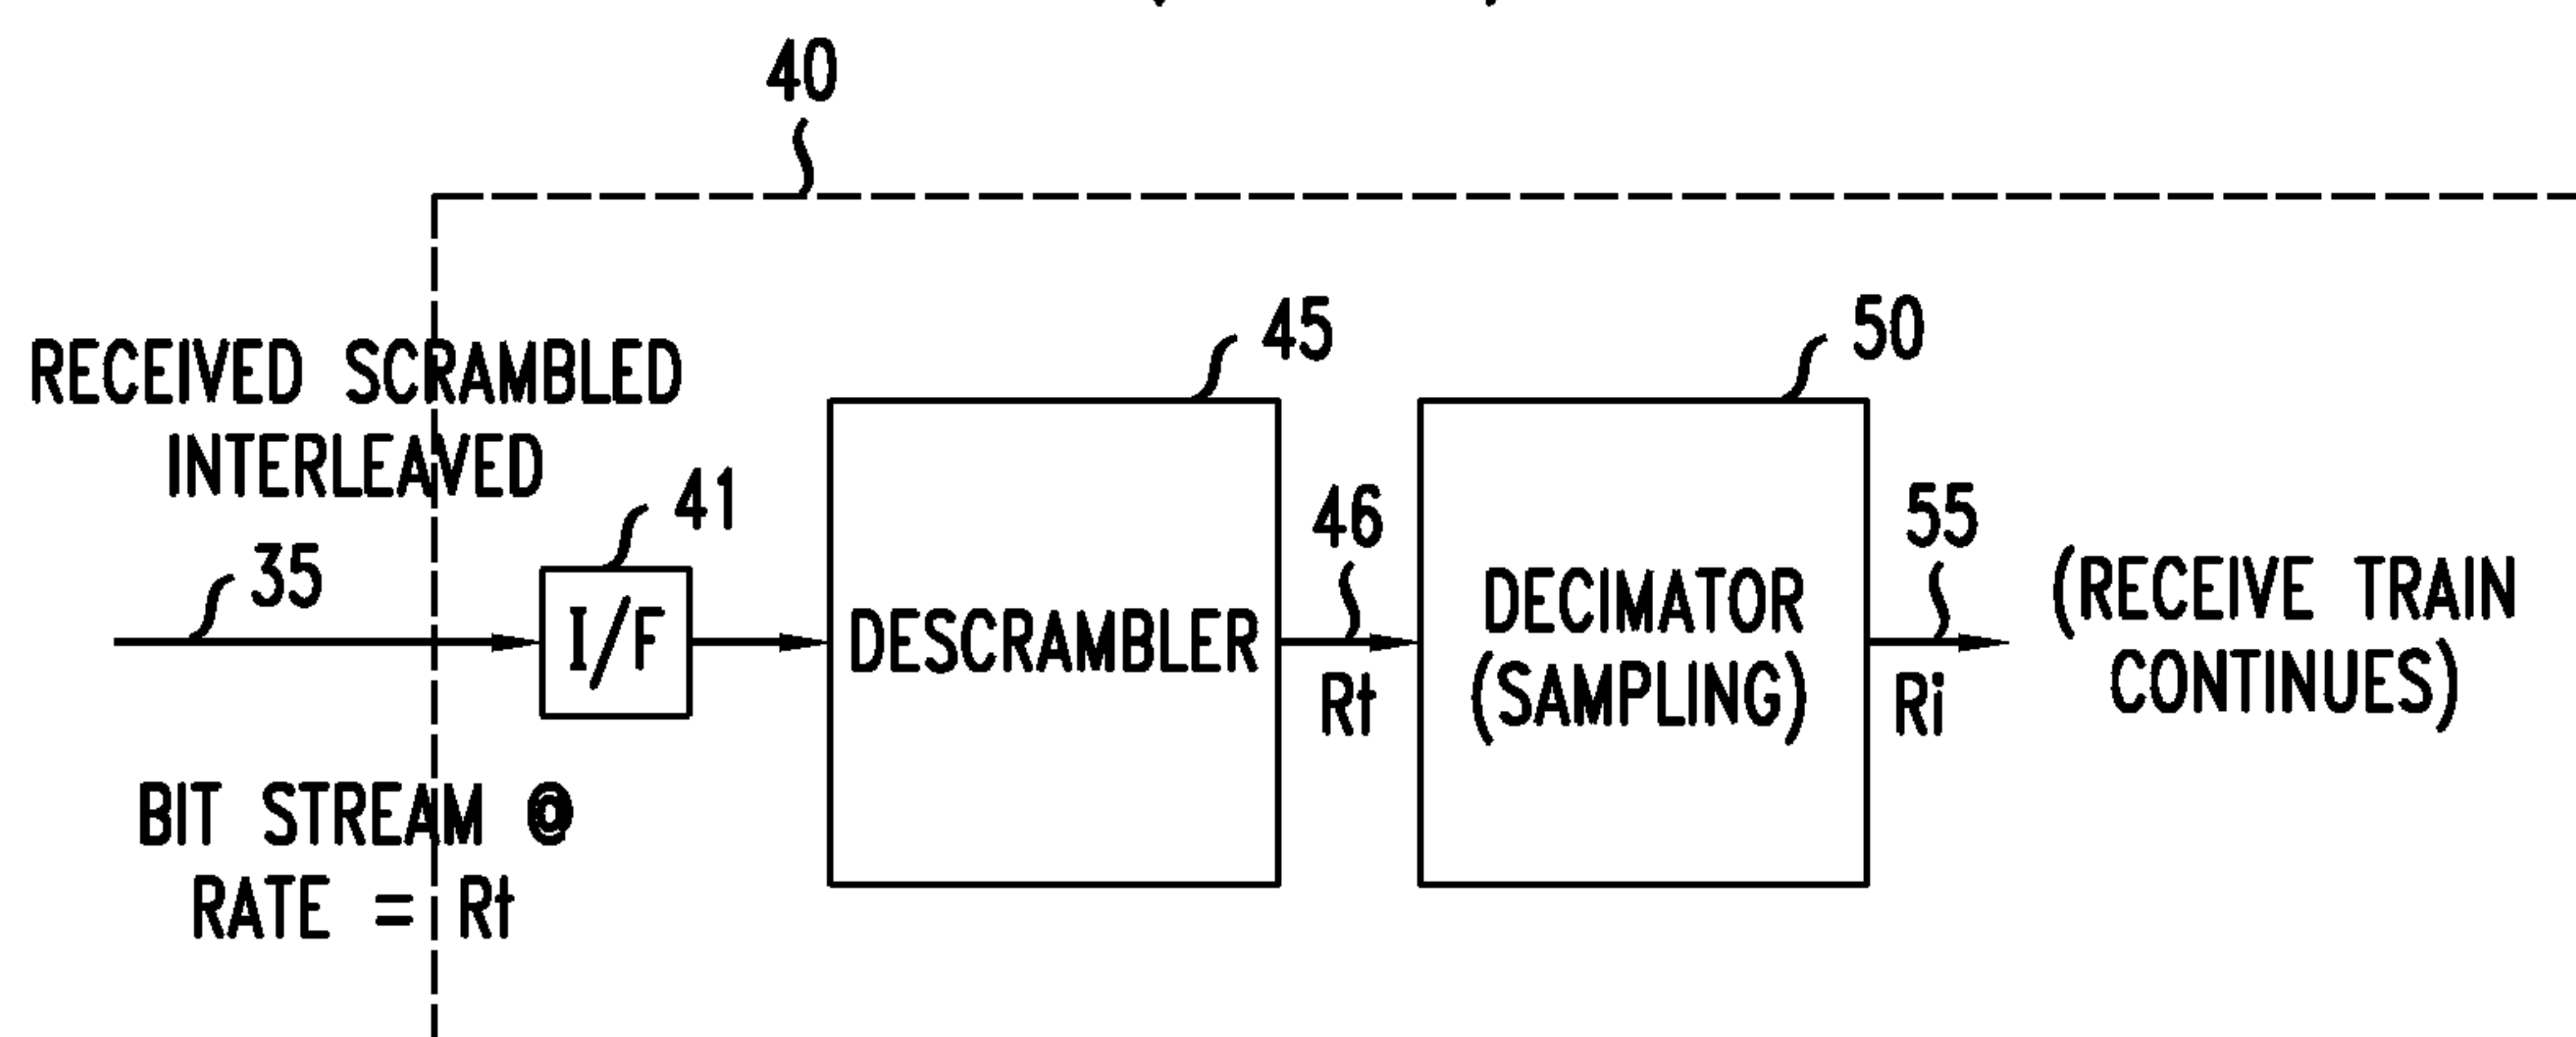 40
45
50
RECEIVED SCRAMBLED
INTERLEAVED
41
46
55
35
I/F
DESCRAMBLER
DECIMATOR
(SAMPLING)
(RECEIVE TRAIN
CONTINUES)
Rt
Ri
BIT STREAM @
RATE = Rt